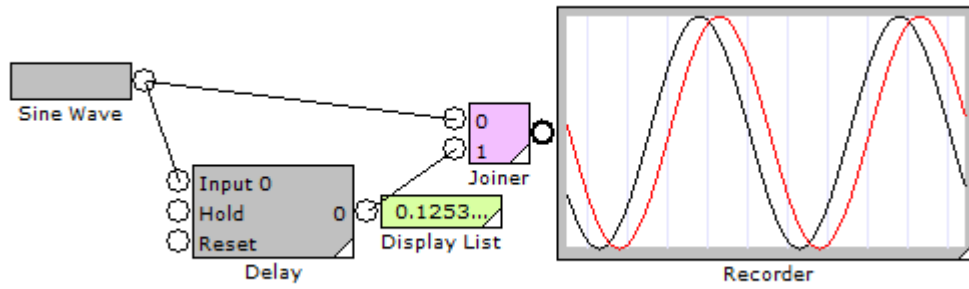 Sine Wave
Input 0
Hold
0
Reset
Delay
0.1253...
Display List
0
1
Joiner
Recorder